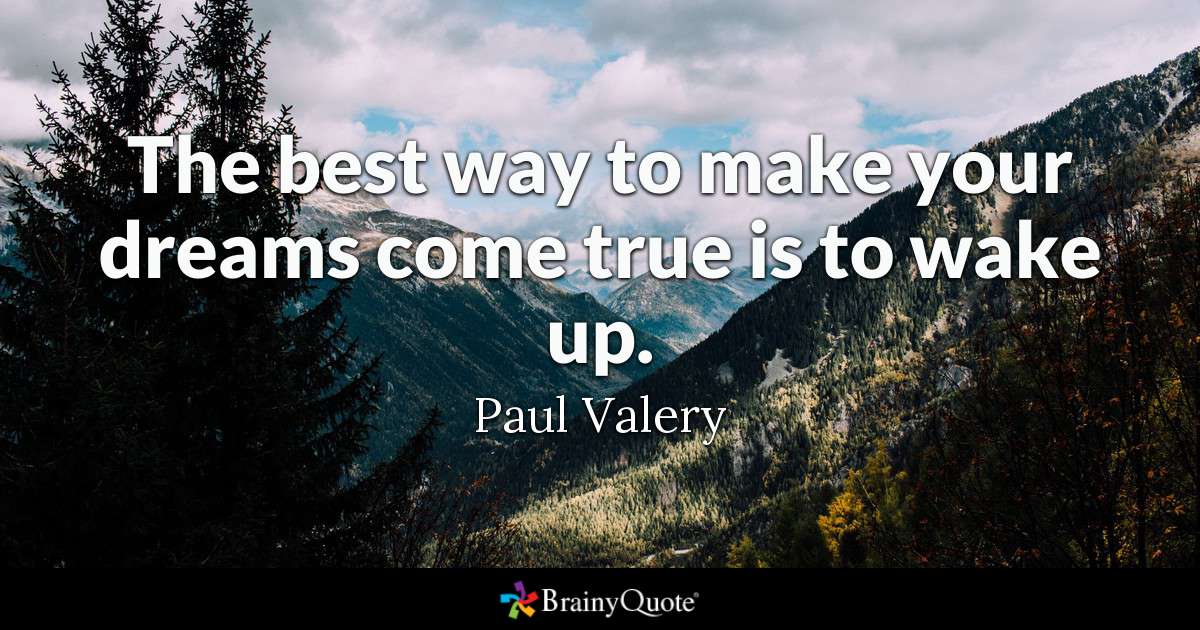 The best way to make your
dreams come true is to wake
up.
Paul Valery
BrainyQuote®